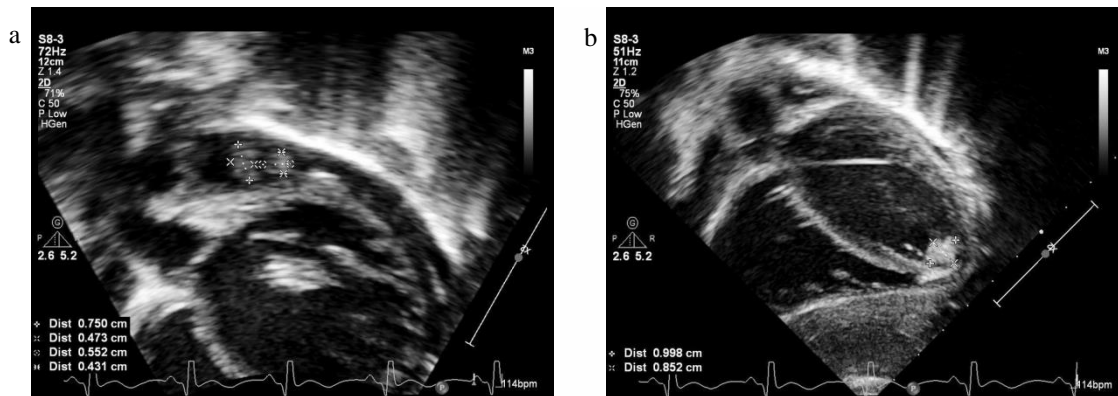 a
S8-3
72Hz
12cm
Z 1.4
2D
71%
C 50
P Low
HGen
M3
G
P
2.6 5.2
Dist 0.750 cm
Dist 0.473 cm
Dist 0.552 cm
Dist 0.431 cm
P
114bpm
b
S8-3
51Hz
11cm
Z 1.2
2D
75%
C 50
P Low
HGen
M3
G
P R
2.6 5.2
Dist 0.998 cm
Dist 0.852 cm
P
114bpm